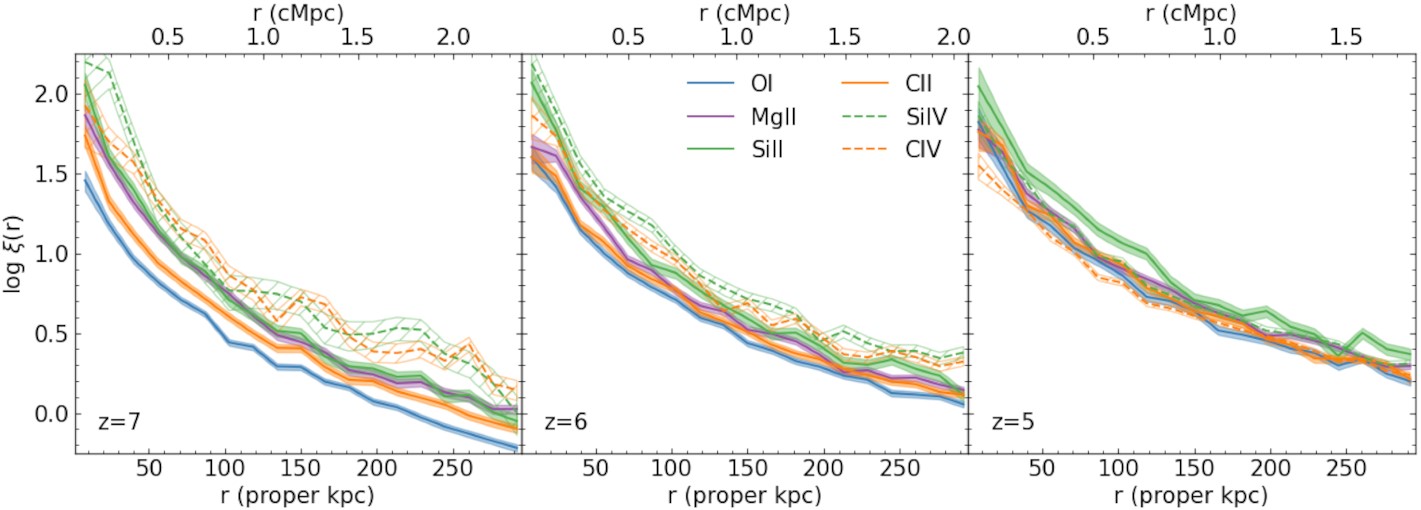 r (cMpc) r (cMpc) r (cMpc)
0.5 1.0 1.5 2.0 0.5 1.0 1.5 2.0 0.5 1.0 1.5
2.0
1.5
1.0
0.5
0.0
log ξ(r)
OI CII
MgII SiIV
SiII CIV
z=7 z=6 z=5
50 100 150 200 250 50 100 150 200 250 50 100 150 200 250
r (proper kpc) r (proper kpc) r (proper kpc)